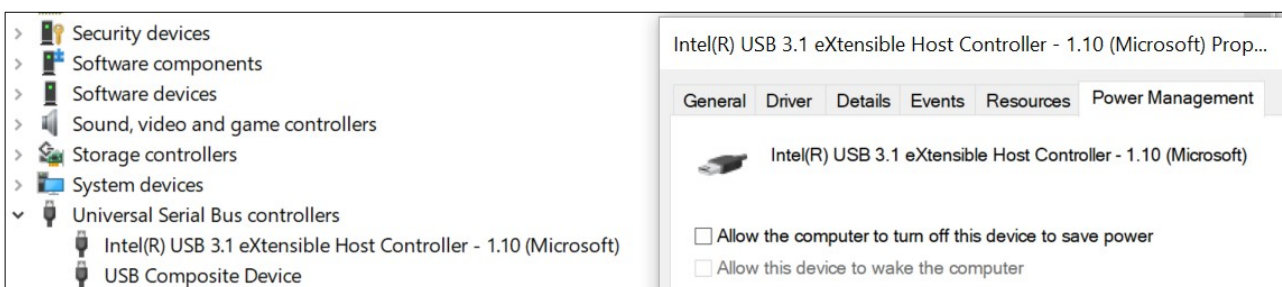 Security devices
Software components
Software devices
Sound, video and game controllers
Storage controllers
System devices
Universal Serial Bus controllers
Intel(R) USB 3.1 eXtensible Host Controller - 1.10 (Microsoft)
USB Composite Device
Intel(R) USB 3.1 eXtensible Host Controller - 1.10 (Microsoft) Prop...
General Driver Details Events Resources Power Management
Intel(R) USB 3.1 eXtensible Host Controller - 1.10 (Microsoft)
Allow the computer to turn off this device to save power
Allow this device to wake the computer